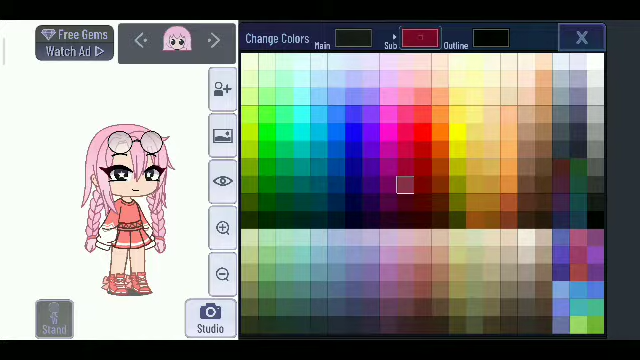 Free Gems
Watch Ad
Change Colors
Main
Sub
Outline
X
Stand
Studio